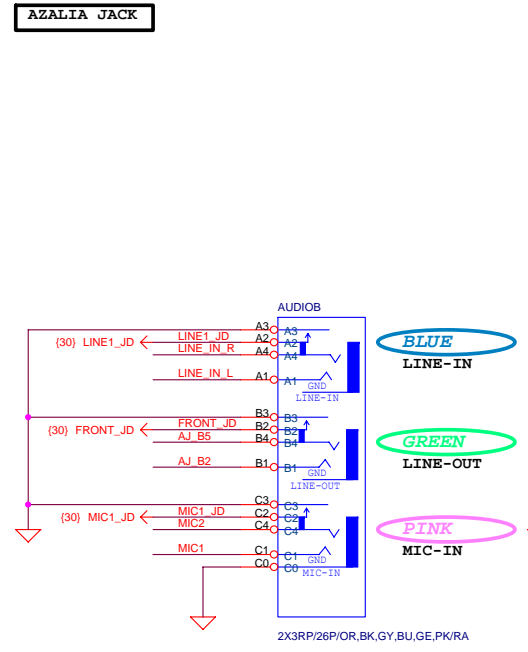 AZALIA JACK
AUDIOB
A3 A3
{30} LINE1_JD LINE1_JD A2 A2
LINE_IN_R A4 A4
LINE_IN_L A1 A1
GND
LINE-IN
BLUE
LINE-IN
B3 B3
{30} FRONT_JD FRONT_JD B2 B2
AJ_B5 B4 B4
AJ_B2 B1 B1
GND
LINE-OUT
GREEN
LINE-OUT
C3 C3
{30} MIC1_JD MIC1_JD C2 C2
MIC2 C4 C4
MIC1 C1 C1
GND
C0 C0
MIC-IN
PINK
MIC-IN
2X3RP/26P/OR,BK,GY,BU,GE,PK/RA